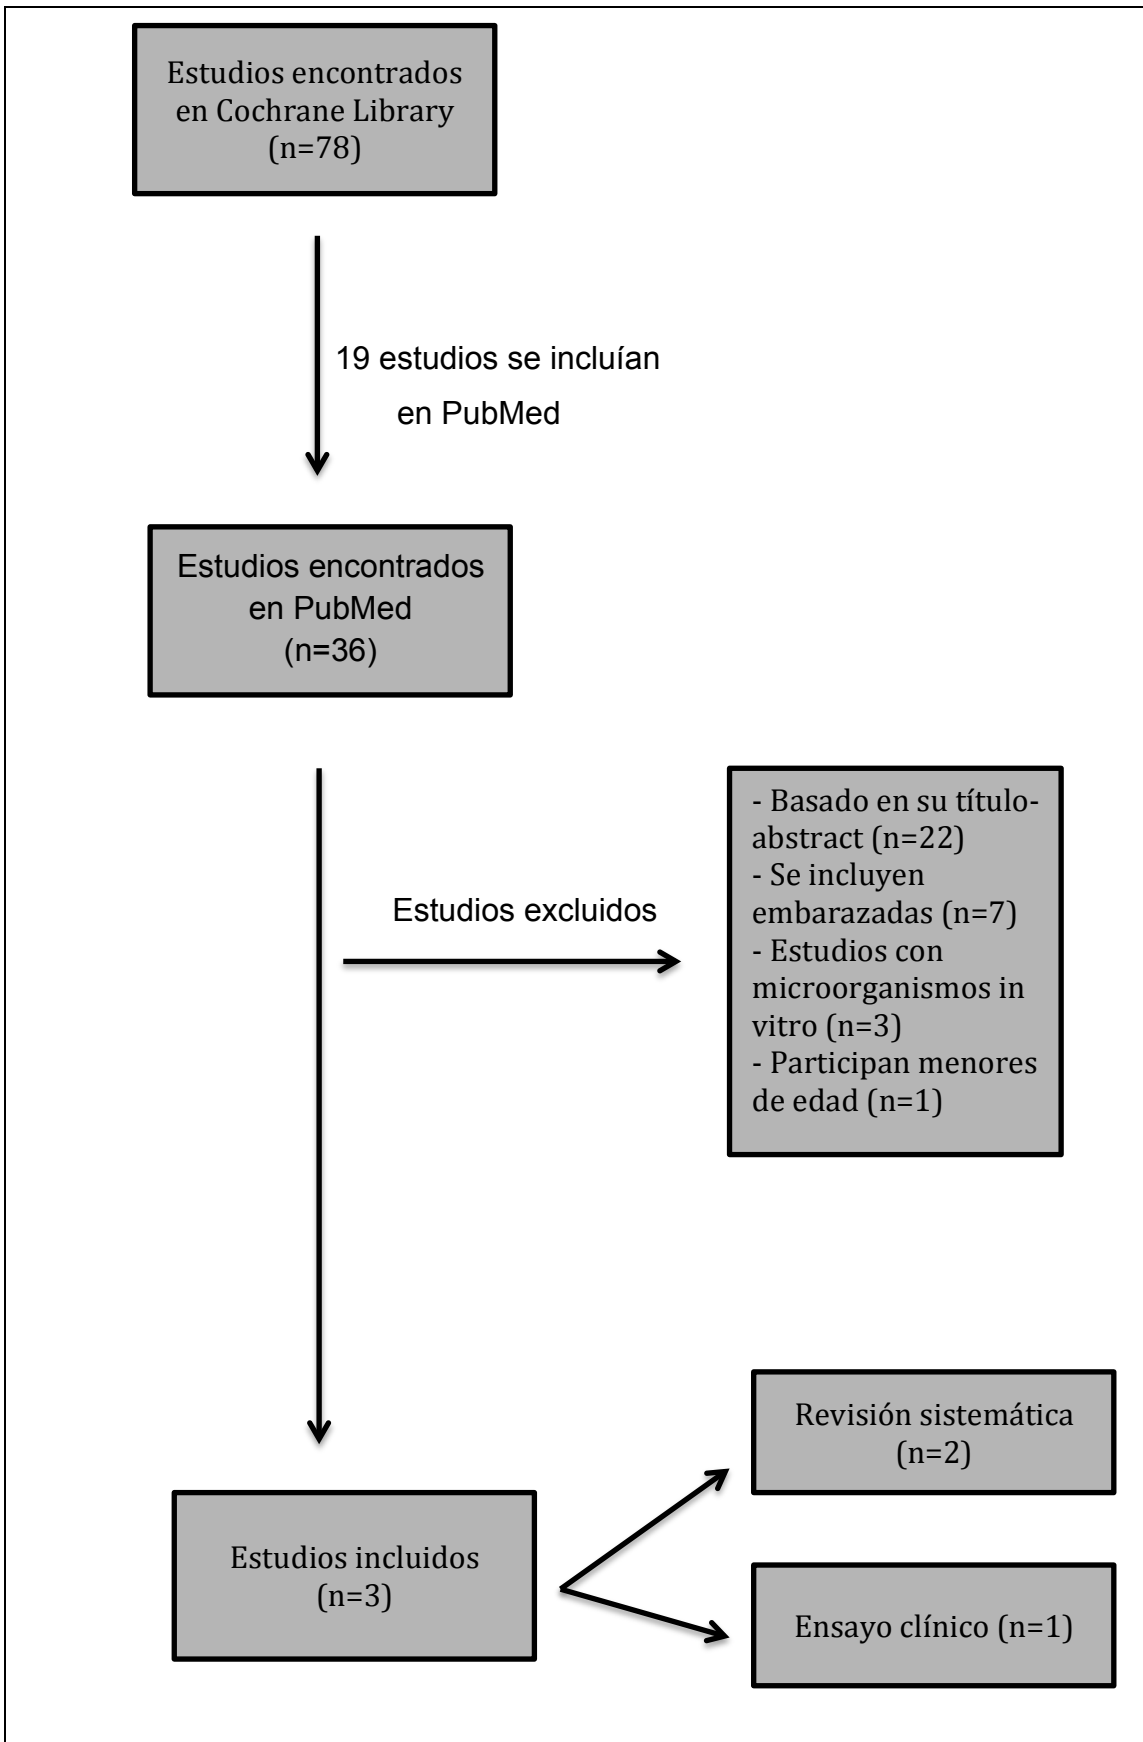 Estudios encontrados
en Cochrane Library
(n=78)
19 estudios se incluían
en PubMed
Estudios encontrados
en PubMed
(n=36)
Estudios excluidos
- Basado en su título-
abstract (n=22)
- Se incluyen
embarazadas (n=7)
- Estudios con
microorganismos in
vitro (n=3)
- Participan menores
de edad (n=1)
Estudios incluidos
(n=3)
Revisión sistemática
(n=2)
Ensayo clínico (n=1)